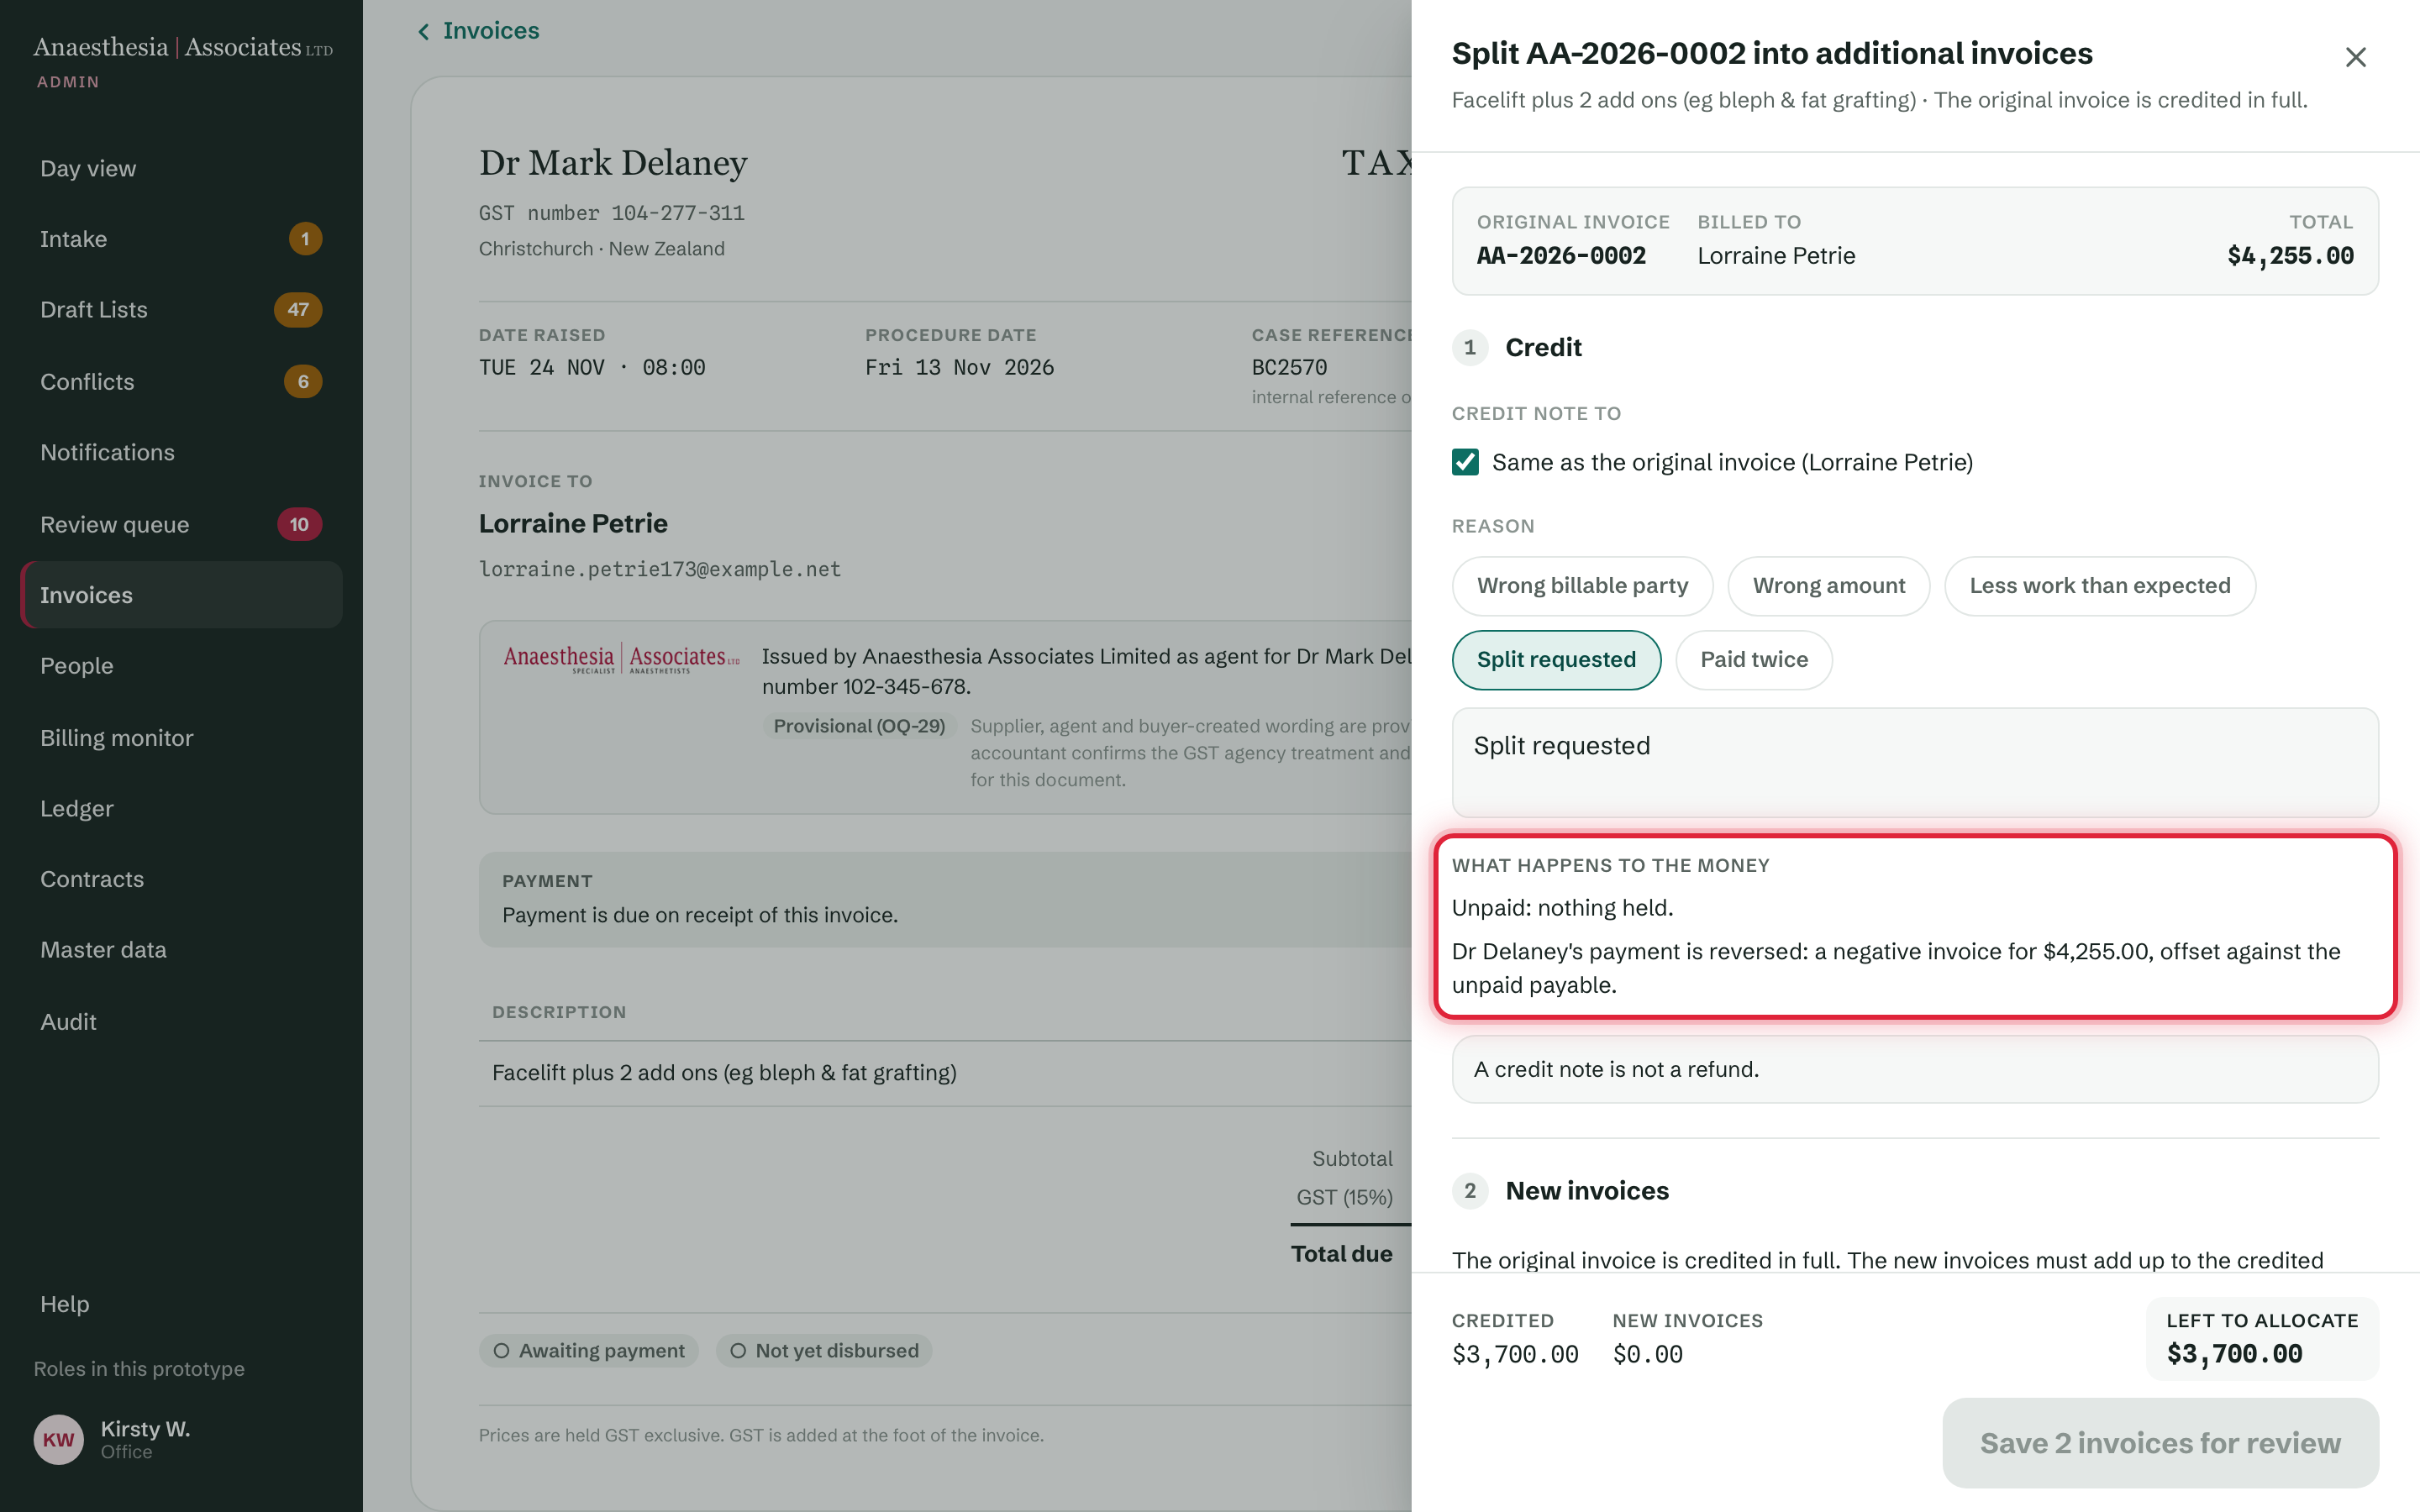 Anaesthesia | Associates LTD
ADMIN
Day view
Intake 1
Draft Lists 47
Conflicts 6
Notifications
Review queue 10
Invoices
People
Billing monitor
Ledger
Contracts
Master data
Audit
Help
Roles in this prototype
KW Kirsty W.
Office
Invoices
Dr Mark Delaney
TAX
GST number 104-277-311
Christchurch · New Zealand
DATE RAISED PROCEDURE DATE CASE REFERENCE
TUE 24 NOV · 08:00 Fri 13 Nov 2026 BC2570
internal reference o
INVOICE TO
Lorraine Petrie
lorraine.petrie173@example.net
Anaesthesia | Associates LTD
SPECIALIST ANAESTHETISTS
Issued by Anaesthesia Associates Limited as agent for Dr Mark Del
number 102-345-678.
Provisional (OQ-29) Supplier, agent and buyer-created wording are prov
accountant confirms the GST agency treatment and
for this document.
PAYMENT
Payment is due on receipt of this invoice.
DESCRIPTION
Facelift plus 2 add ons (eg bleph & fat grafting)
Subtotal
GST (15%)
Total due
Awaiting payment Not yet disbursed
Prices are held GST exclusive. GST is added at the foot of the invoice.
Split AA-2026-0002 into additional invoices
Facelift plus 2 add ons (eg bleph & fat grafting) · The original invoice is credited in full.
ORIGINAL INVOICE BILLED TO TOTAL
AA-2026-0002 Lorraine Petrie $4,255.00
1 Credit
CREDIT NOTE TO
Same as the original invoice (Lorraine Petrie)
REASON
Wrong billable party Wrong amount Less work than expected
Split requested Paid twice
Split requested
WHAT HAPPENS TO THE MONEY
Unpaid: nothing held.
Dr Delaney's payment is reversed: a negative invoice for $4,255.00, offset against the
unpaid payable.
A credit note is not a refund.
2 New invoices
The original invoice is credited in full. The new invoices must add up to the credited
CREDITED NEW INVOICES LEFT TO ALLOCATE
$3,700.00 $0.00 $3,700.00
Save 2 invoices for review